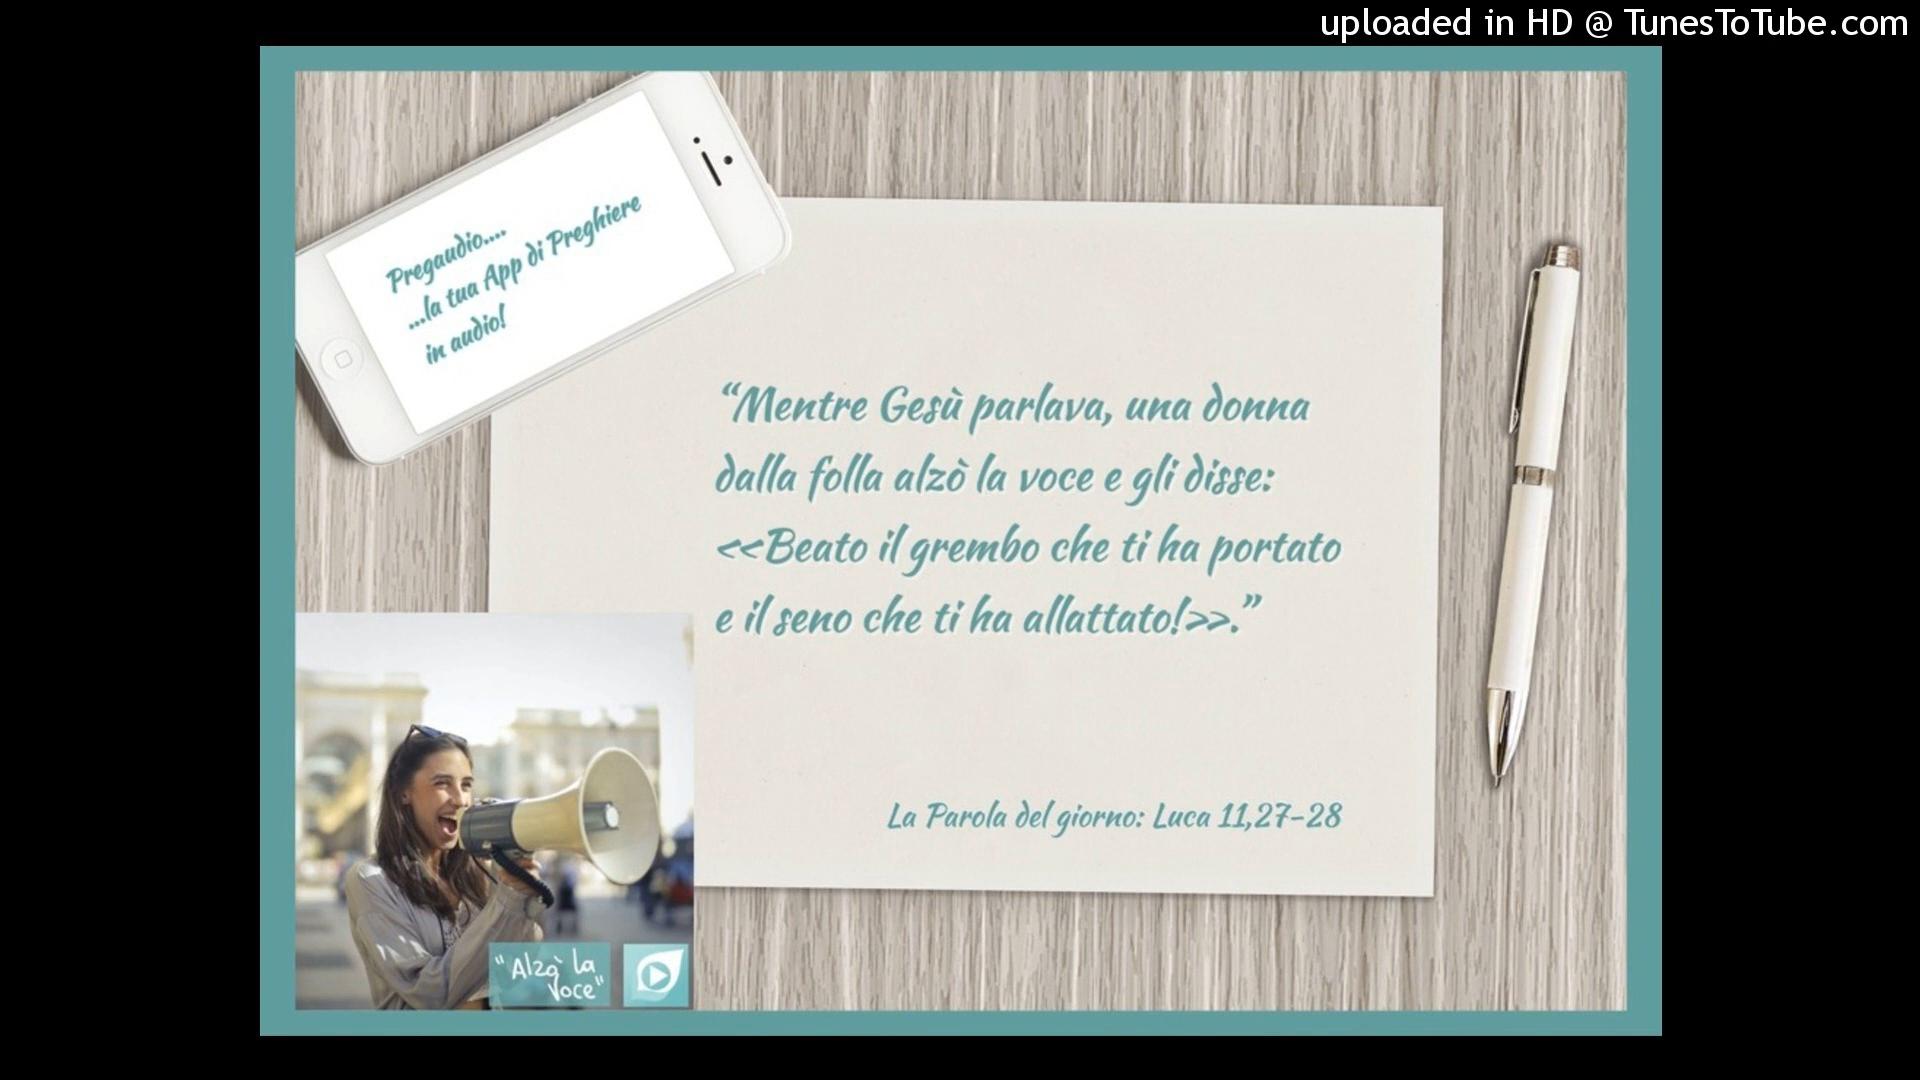 uploaded in HD @ TunesToTube.com
Pregaudio....
...la tua App di Preghiere
in audio!
“Mentre Gesù parlava, una donna
dalla folla alzò la voce e gli disse:
<<Beato il grembo che ti ha portato
e il seno che ti ha allattato!>>.”
La Parola del giorno: Luca 11,27-28
"Alzò la
voce"